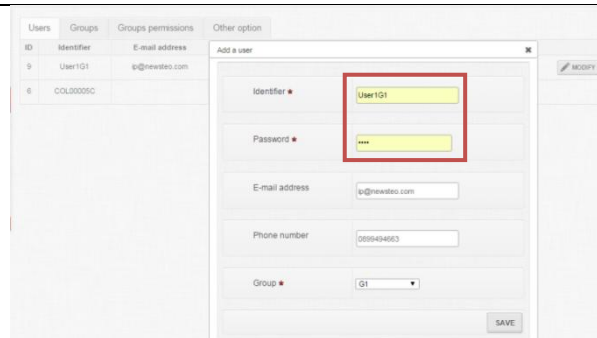 Users Groups Groups permissions Other option
ID Identifier E-mail address
Add a user ✖
9 User1G1 ip@newsteo.com MODIFY
6 COL00005C
Identifier * User1G1
Password * ••••
E-mail address ip@newsteo.com
Phone number 0899494663
Group * G1 ▼
SAVE